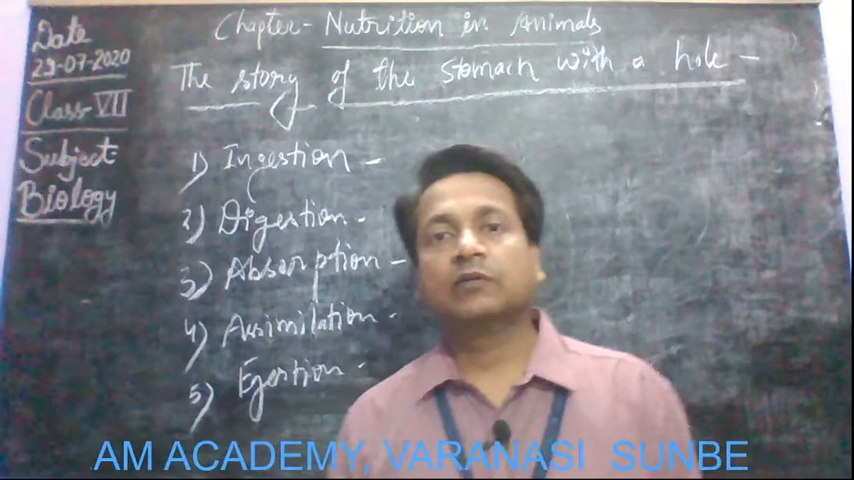 Date
29-07-2020
Class-VII
Subject-
Biology
Chapter- Nutrition in Animals
The story of the stomach with a hole -
1) Ingestion -
2) Digestion -
3) Absorption -
4) Assimilation -
5) Egestion -
AM ACADEMY, VARANASI SUNBE